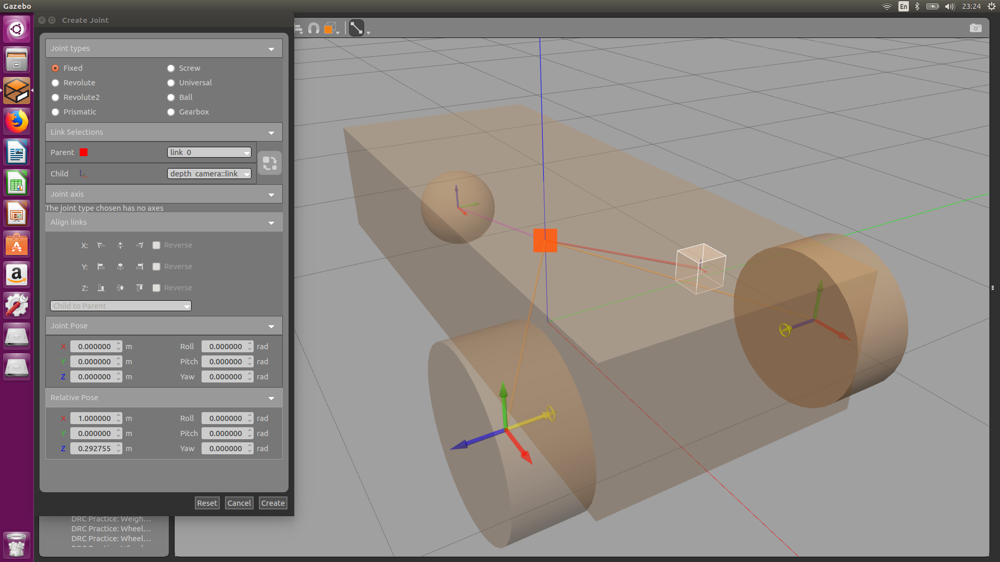 Gazebo
En
23:24
Create Joint
Joint types
Fixed
Screw
Revolute
Universal
Revolute2
Ball
Prismatic
Gearbox
Link Selections
Parent
link_0
Child
depth_camera::link
Joint axis
The joint type chosen has no axes
Align links
X:
Reverse
Y:
Reverse
Z:
Reverse
Child to Parent
Joint Pose
X 0.000000 m Roll 0.000000 rad
Y 0.000000 m Pitch 0.000000 rad
Z 0.000000 m Yaw 0.000000 rad
Relative Pose
X 1.000000 m Roll 0.000000 rad
Y 0.000000 m Pitch 0.000000 rad
Z 0.292755 m Yaw 0.000000 rad
Reset
Cancel
Create
DRC Practice: Weigh...
DRC Practice: Wheel...
DRC Practice: Wheel...